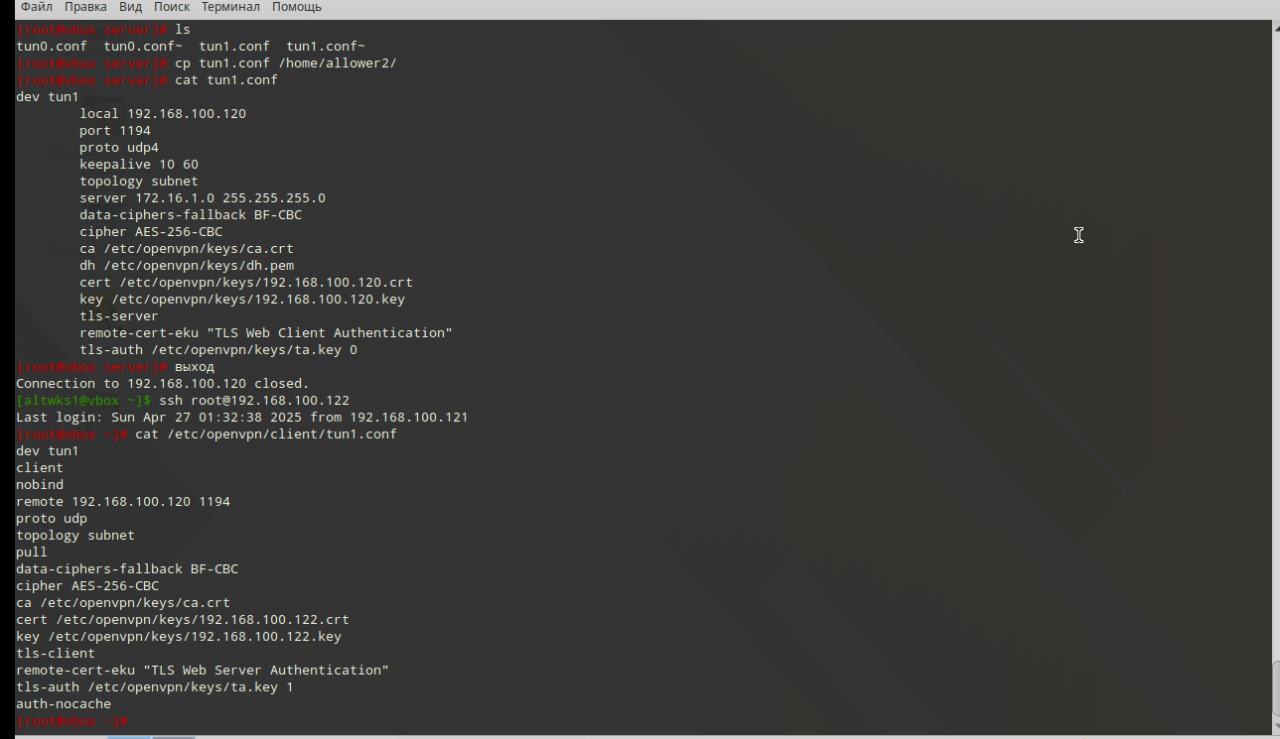 Файл Правка Вид Поиск Терминал Помощь
[root@vbox server]# ls
tun0.conf  tun0.conf~  tun1.conf  tun1.conf~
[root@vbox server]# cp tun1.conf /home/allower2/
[root@vbox server]# cat tun1.conf
dev tun1
        local 192.168.100.120
        port 1194
        proto udp4
        keepalive 10 60
        topology subnet
        server 172.16.1.0 255.255.255.0
        data-ciphers-fallback BF-CBC
        cipher AES-256-CBC
        ca /etc/openvpn/keys/ca.crt
        dh /etc/openvpn/keys/dh.pem
        cert /etc/openvpn/keys/192.168.100.120.crt
        key /etc/openvpn/keys/192.168.100.120.key
        tls-server
        remote-cert-eku "TLS Web Client Authentication"
        tls-auth /etc/openvpn/keys/ta.key 0
[root@vbox server]# выход
Connection to 192.168.100.120 closed.
[altwks1@vbox ~]$ ssh root@192.168.100.122
Last login: Sun Apr 27 01:32:38 2025 from 192.168.100.121
[root@vbox ~]# cat /etc/openvpn/client/tun1.conf
dev tun1
client
nobind
remote 192.168.100.120 1194
proto udp
topology subnet
pull
data-ciphers-fallback BF-CBC
cipher AES-256-CBC
ca /etc/openvpn/keys/ca.crt
cert /etc/openvpn/keys/192.168.100.122.crt
key /etc/openvpn/keys/192.168.100.122.key
tls-client
remote-cert-eku "TLS Web Server Authentication"
tls-auth /etc/openvpn/keys/ta.key 1
auth-nocache
[root@vbox ~]#